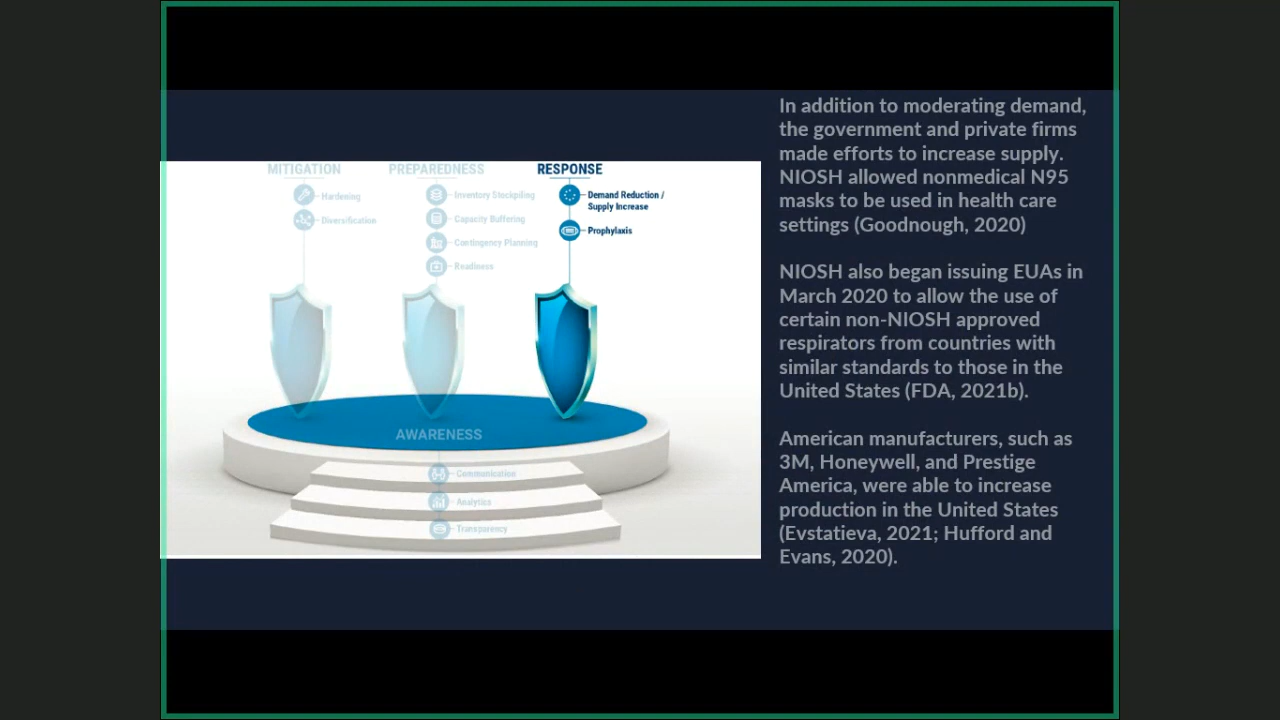 MITIGATION
Hardening
Diversification
PREPAREDNESS
Inventory Stockpiling
Capacity Buffering
Contingency Planning
Readiness
RESPONSE
Demand Reduction /
Supply Increase
Prophylaxis
AWARENESS
Communication
Analytics
Transparency
In addition to moderating demand,
the government and private firms
made efforts to increase supply.
NIOSH allowed nonmedical N95
masks to be used in health care
settings (Goodnough, 2020)
NIOSH also began issuing EUAs in
March 2020 to allow the use of
certain non-NIOSH approved
respirators from countries with
similar standards to those in the
United States (FDA, 2021b).
American manufacturers, such as
3M, Honeywell, and Prestige
America, were able to increase
production in the United States
(Evstatieva, 2021; Hufford and
Evans, 2020).